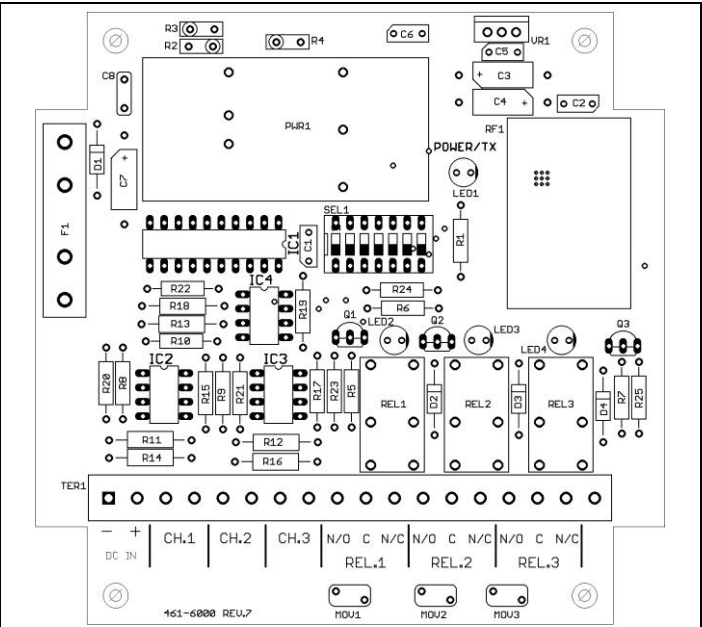 R3
R2
R4
C6
VR1
C5
C8
+ C3
C4 +
C2
PWR1
RF1
POWER/TX
D1
+
C7
LED1
F1
SEL1
IC1
C1
R1
R22
IC4
R24
R18
R19
R6
R13
Q1
LED2
Q2
LED3
Q3
R10
LED4
IC2
IC3
R20
R8
R15
R9
R21
R17
R23
R5
REL1
D2
REL2
D3
REL3
D4
R7
R25
R11
R12
R14
R16
TER1
− + CH.1 CH.2 CH.3 N/O C N/C N/O C N/C N/O C N/C
DC IN REL.1 REL.2 REL.3
461-6000 REV.7
MOV1 MOV2 MOV3